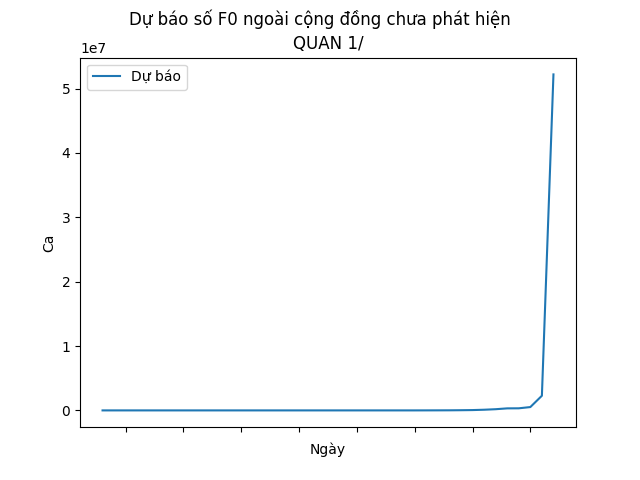 Dự báo số F0 ngoài cộng đồng chưa phát hiện
QUAN 1/
1e7
Dự báo
5
4
3
2
1
0
Ca
Ngày